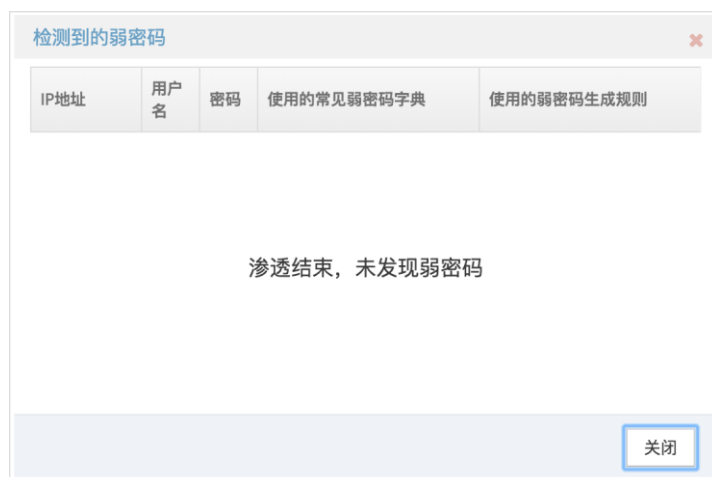 检测到的弱密码
IP地址
用户
名
密码
使用的常见弱密码字典
使用的弱密码生成规则
渗透结束，未发现弱密码
关闭